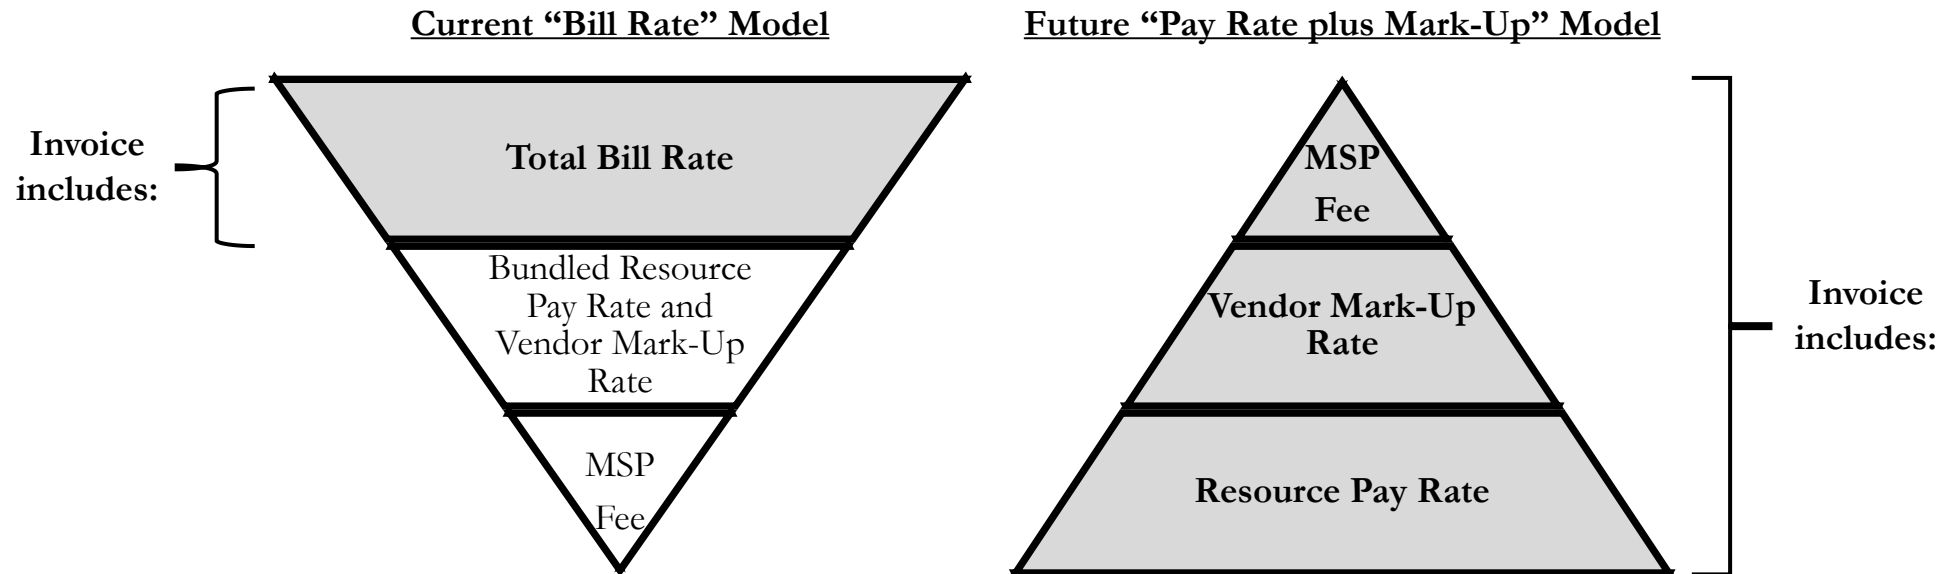 Current “Bill Rate” Model
Invoice
includes:
Total Bill Rate
Bundled Resource
Pay Rate and
Vendor Mark-Up
Rate
MSP
Fee
Future “Pay Rate plus Mark-Up” Model
MSP
Fee
Vendor Mark-Up
Rate
Resource Pay Rate
Invoice
includes: